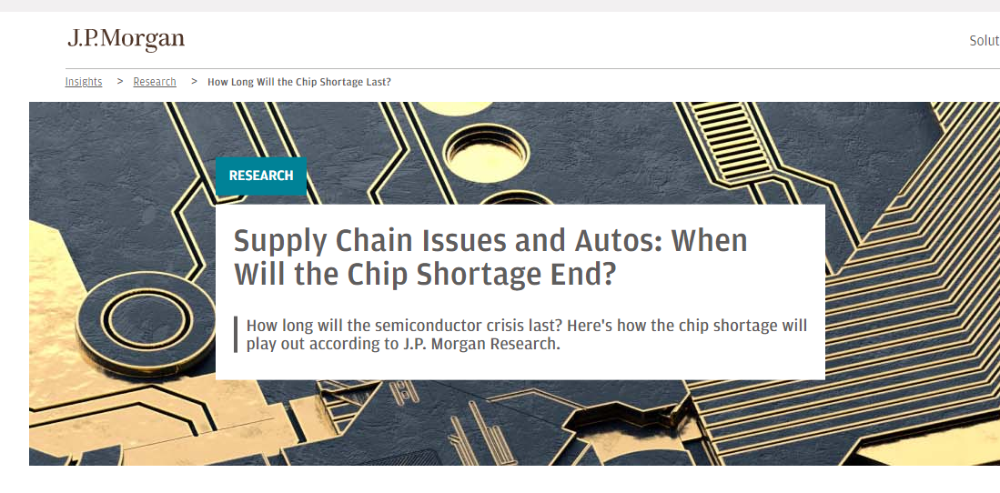 J.P.Morgan
Solut
Insights > Research > How Long Will the Chip Shortage Last?
RESEARCH
Supply Chain Issues and Autos: When
Will the Chip Shortage End?
How long will the semiconductor crisis last? Here's how the chip shortage will
play out according to J.P. Morgan Research.